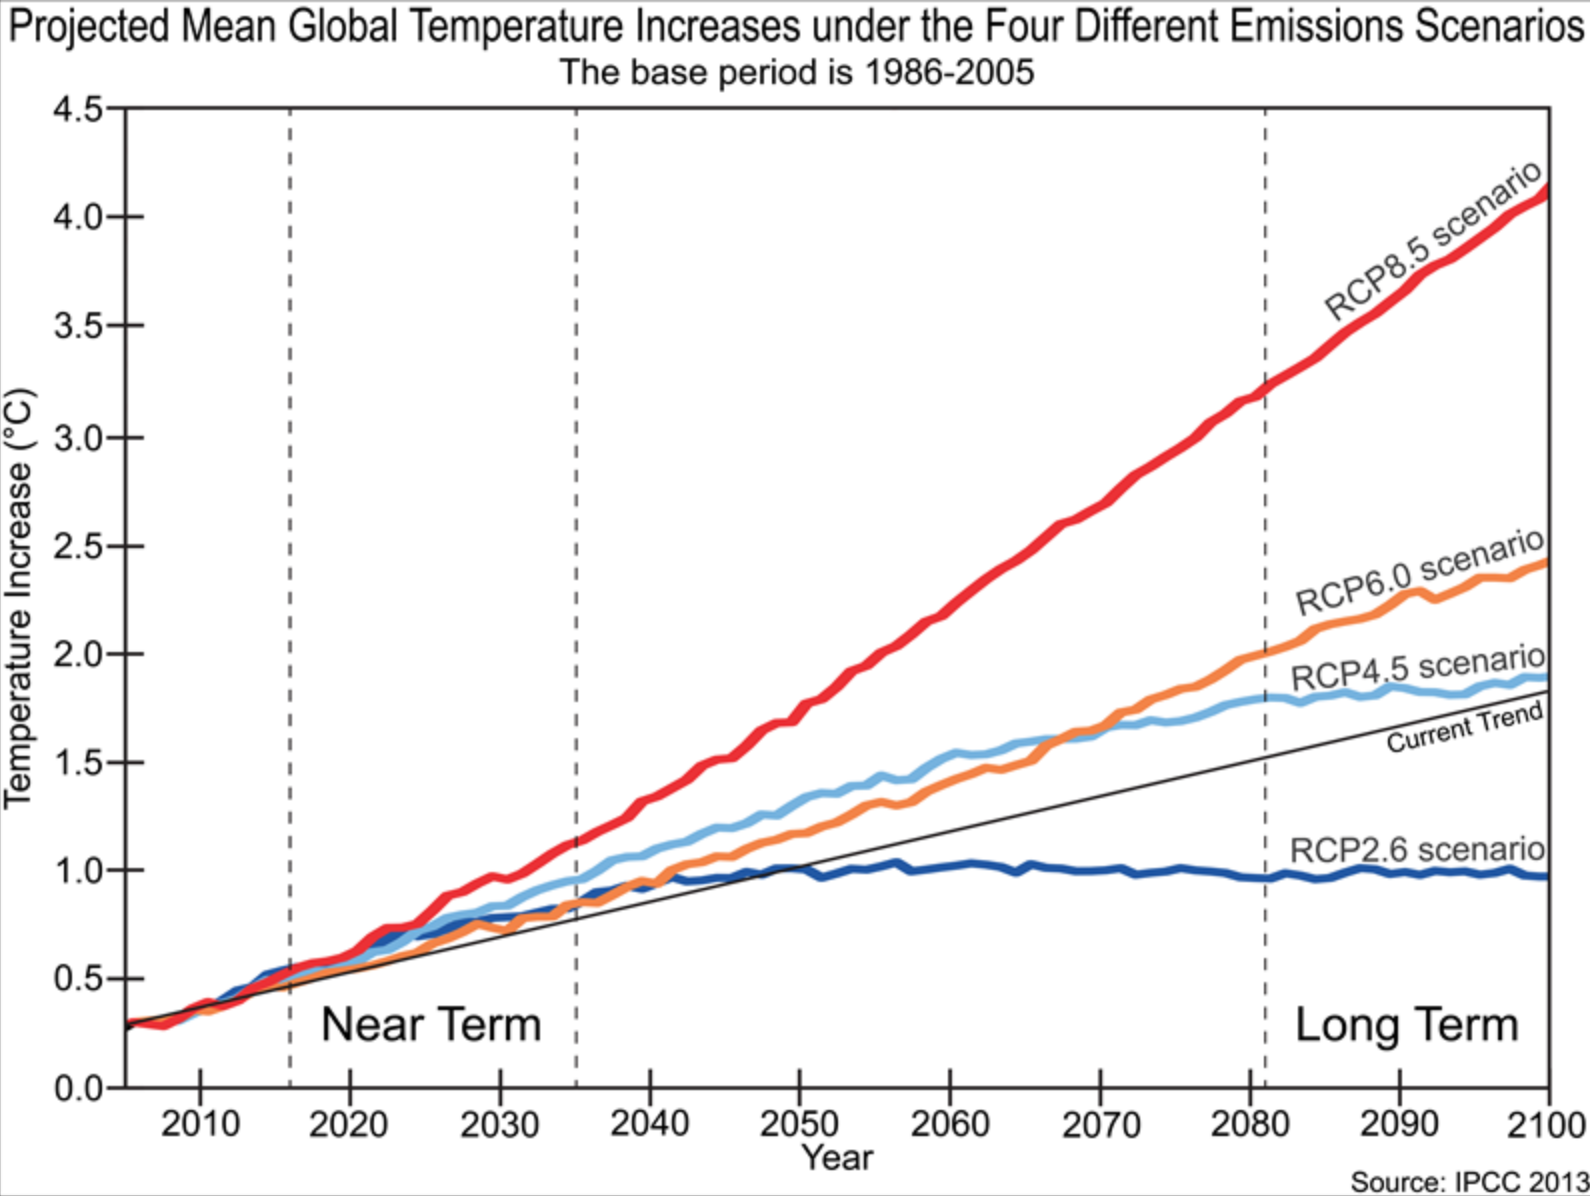 Projected Mean Global Temperature Increases under the Four Different Emissions Scenarios
The base period is 1986-2005
4.5
4.0
3.5
3.0
2.5
2.0
1.5
1.0
0.5
0.0
Temperature Increase (°C)
RCP8.5 scenario
RCP6.0 scenario
RCP4.5 scenario
Current Trend
RCP2.6 scenario
Near Term
Long Term
2010 2020 2030 2040 2050 2060 2070 2080 2090 2100
Year
Source: IPCC 2013